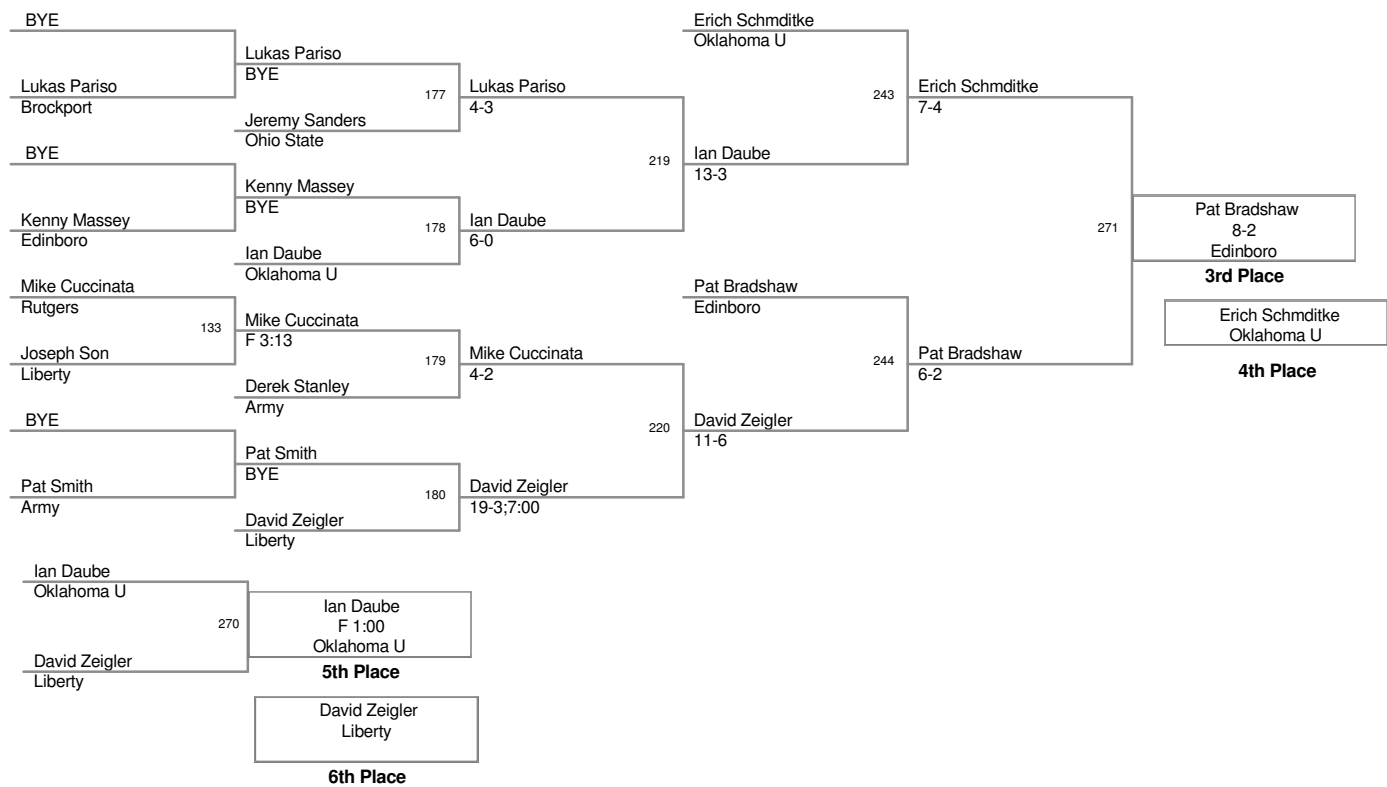 BYE
Lukas Pariso
Brockport
BYE
Kenny Massey
Edinboro
Mike Cuccinata
Rutgers
133
Joseph Son
Liberty
BYE
Pat Smith
Army
Lukas Pariso
BYE
177
Jeremy Sanders
Ohio State
Kenny Massey
BYE
178
Ian Daube
Oklahoma U
Mike Cuccinata
F 3:13
179
Derek Stanley
Army
Pat Smith
BYE
180
David Zeigler
Liberty
Lukas Pariso
4-3
219
Ian Daube
6-0
Mike Cuccinata
4-2
220
David Zeigler
19-3;7:00
Erich Schmditke
Oklahoma U
243
Ian Daube
13-3
Pat Bradshaw
Edinboro
244
David Zeigler
11-6
Erich Schmditke
7-4
271
Pat Bradshaw
6-2
Pat Bradshaw
8-2
Edinboro
3rd Place
Erich Schmditke
Oklahoma U
4th Place
Ian Daube
Oklahoma U
270
David Zeigler
Liberty
Ian Daube
F 1:00
Oklahoma U
5th Place
David Zeigler
Liberty
6th Place